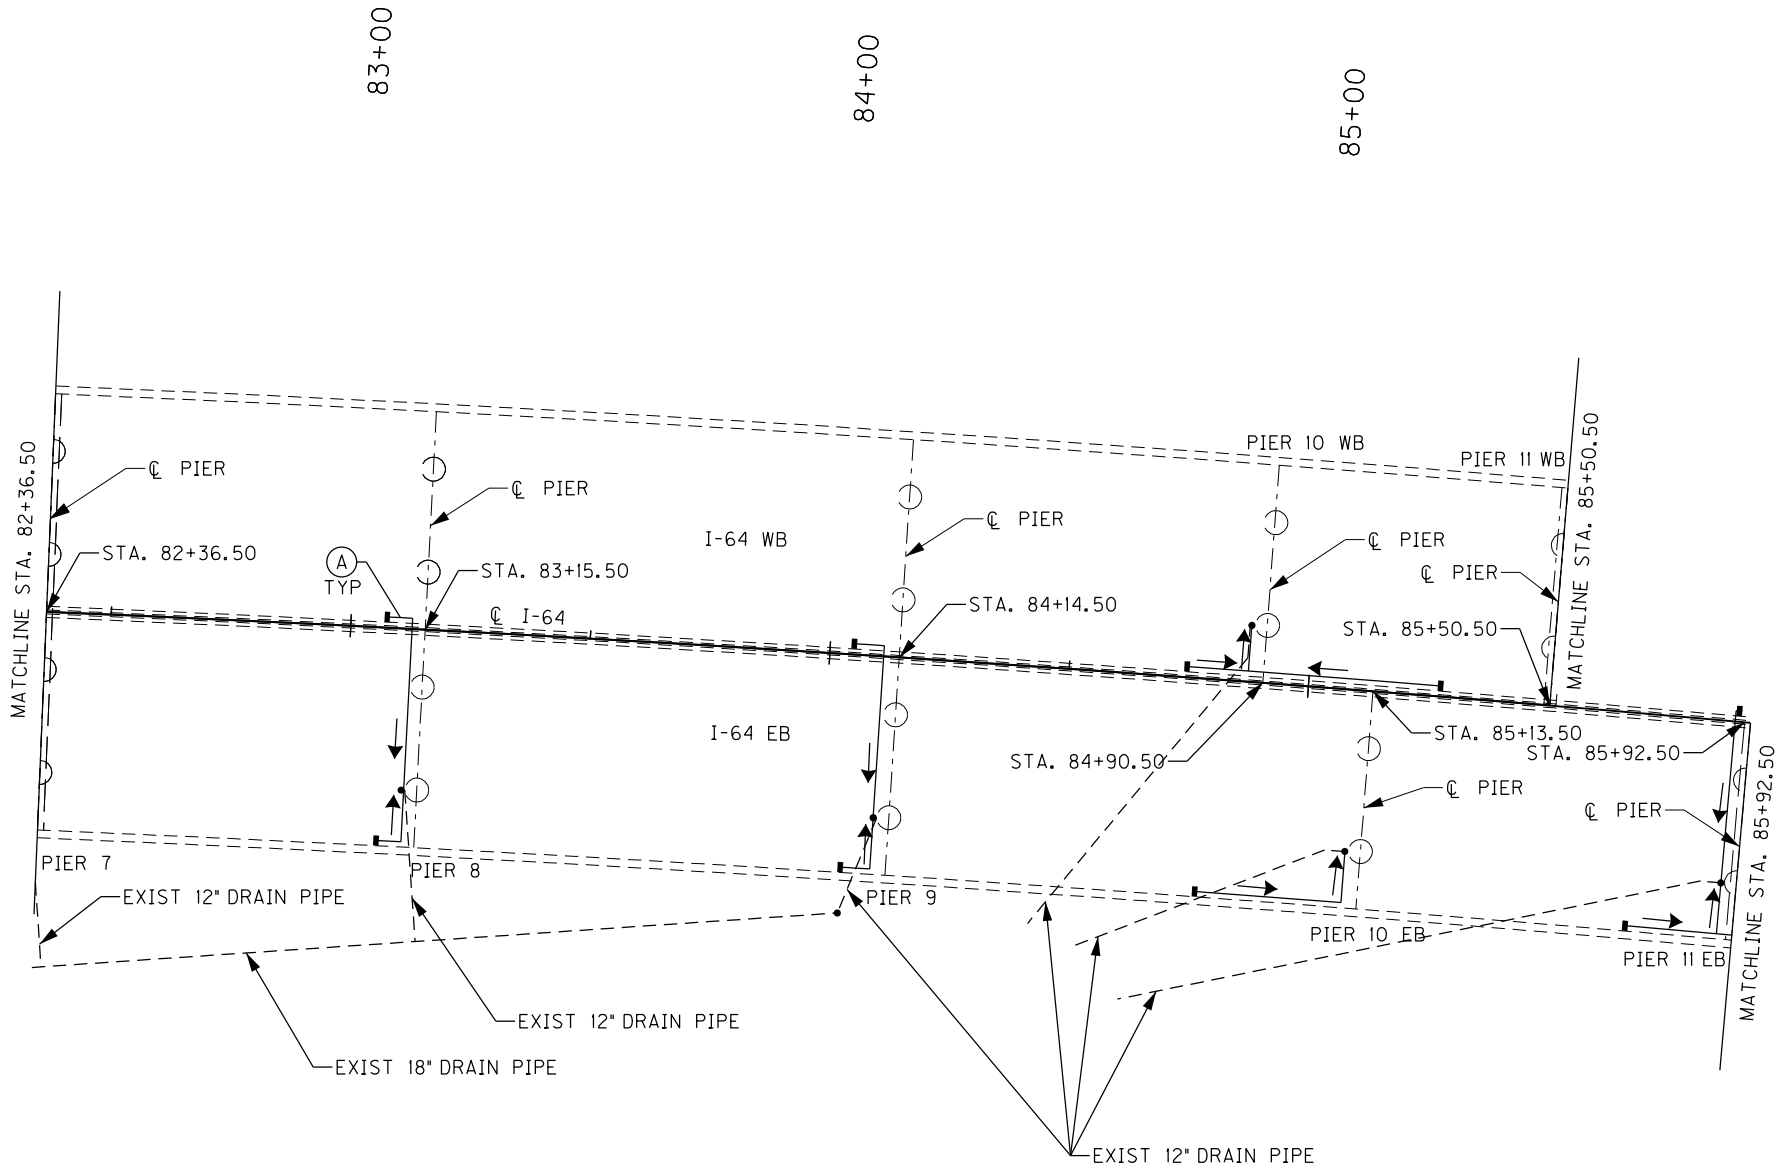 83+00
84+00
85+00
MATCHLINE STA. 82+36.50
℄ PIER
℄ PIER
℄ PIER
PIER 10 WB
PIER 11 WB
MATCHLINE STA. 85+50.50
I-64 WB
℄ PIER
℄ PIER
STA. 82+36.50
A
TYP
STA. 83+15.50
℄ I-64
STA. 84+14.50
STA. 85+50.50
I-64 EB
STA. 84+90.50
STA. 85+13.50
STA. 85+92.50
℄ PIER
℄ PIER
MATCHLINE STA. 85+92.50
PIER 7
PIER 8
PIER 9
PIER 10 EB
PIER 11 EB
EXIST 12" DRAIN PIPE
EXIST 12" DRAIN PIPE
EXIST 18" DRAIN PIPE
EXIST 12" DRAIN PIPE